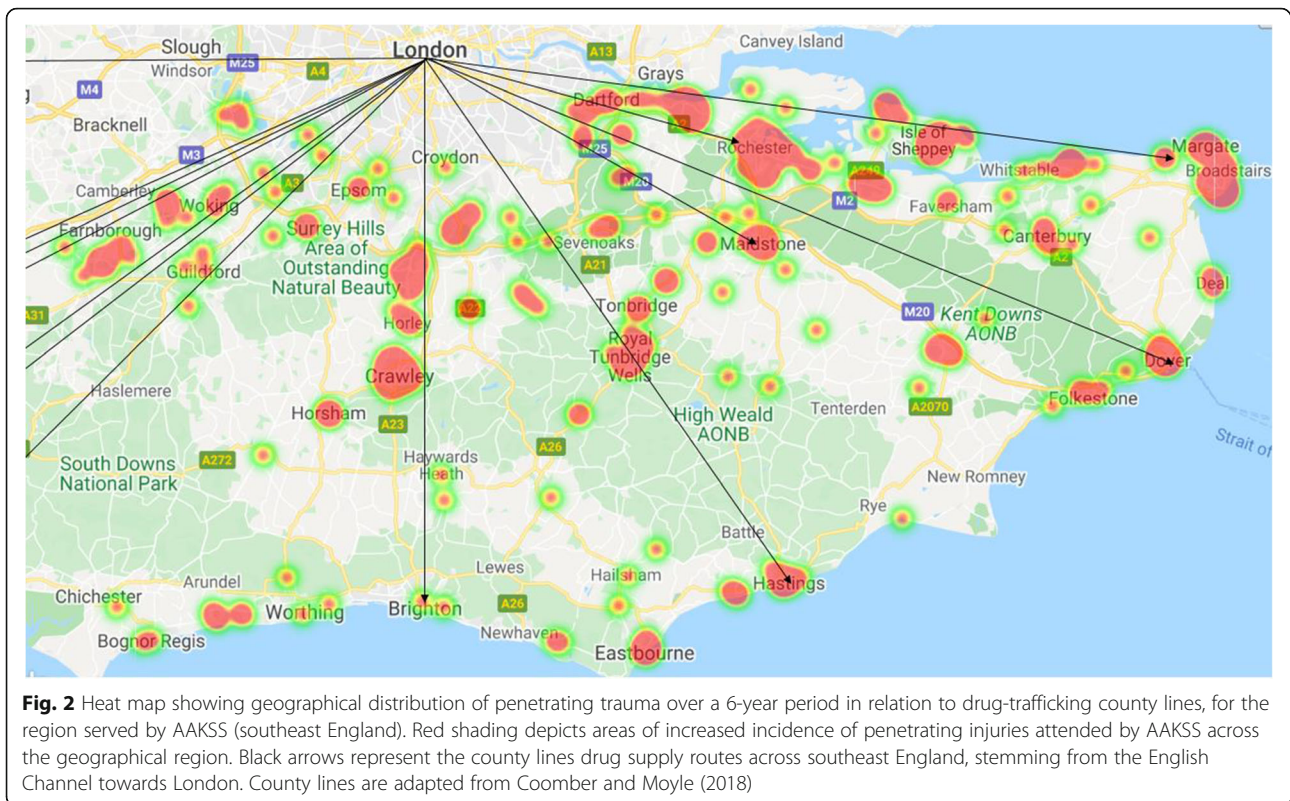 London
Slough
Canvey Island
A13
M25
Windsor
A4
Grays
M4
Dartford
A2
Bracknell
Rochester
Isle of
Sheppey
Margate
M3
Croydon
M25
Whitstable
Broadstairs
Camberley
A3
Epsom
M20
A249
Woking
M2
Faversham
Farnborough
Surrey Hills
Area of
Outstanding
Natural Beauty
Sevenoaks
Maidstone
Canterbury
A2
Guildford
A21
Deal
A31
A22
Tonbridge
M20
Kent Downs
AONB
Horley
Royal
Tunbridge
Wells
Dover
Crawley
Haslemere
Folkestone
Horsham
High Weald
AONB
Tenterden
A2070
A23
Strait of
A26
South Downs
National Park
A272
Haywards
Heath
New Romney
Rye
Battle
Arundel
Lewes
Hailsham
Hastings
Chichester
Worthing
Brighton
A26
Newhaven
Bognor Regis
Eastbourne
Fig. 2 Heat map showing geographical distribution of penetrating trauma over a 6-year period in relation to drug-trafficking county lines, for the
region served by AAKSS (southeast England). Red shading depicts areas of increased incidence of penetrating injuries attended by AAKSS across
the geographical region. Black arrows represent the county lines drug supply routes across southeast England, stemming from the English
Channel towards London. County lines are adapted from Coomber and Moyle (2018)